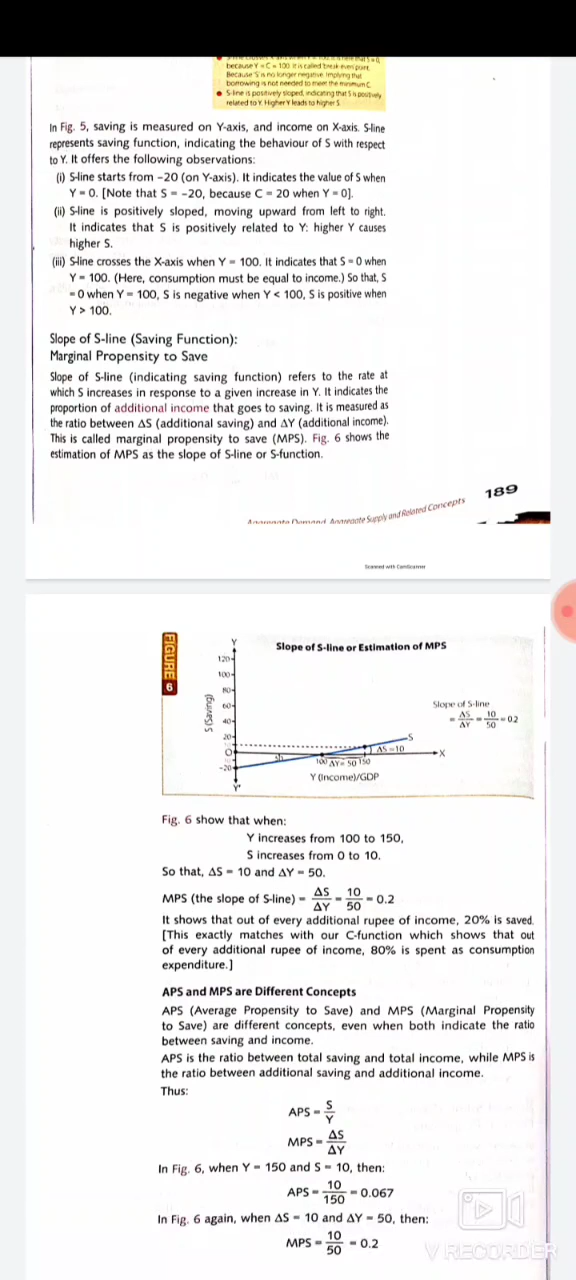 because Y = C = 100 it is called break even point.
Because S is no longer negative implying that
borrowing is not needed to meet the minimum C
• S-line is positively sloped, indicating that S is positively
related to Y. Higher Y leads to higher S
In Fig. 5, saving is measured on Y-axis, and income on X-axis. S-line
represents saving function, indicating the behaviour of S with respect
to Y. It offers the following observations:
(i) S-line starts from -20 (on Y-axis). It indicates the value of S when
Y = 0. [Note that S = -20, because C = 20 when Y = 0].
(ii) S-line is positively sloped, moving upward from left to right.
It indicates that S is positively related to Y: higher Y causes
higher S.
(iii) S-line crosses the X-axis when Y = 100. It indicates that S = 0 when
Y = 100. (Here, consumption must be equal to income.) So that, S
= 0 when Y = 100, S is negative when Y < 100, S is positive when
Y > 100.
Slope of S-line (Saving Function):
Marginal Propensity to Save
Slope of S-line (indicating saving function) refers to the rate at
which S increases in response to a given increase in Y. It indicates the
proportion of additional income that goes to saving. It is measured as
the ratio between ΔS (additional saving) and ΔY (additional income).
This is called marginal propensity to save (MPS). Fig. 6 shows the
estimation of MPS as the slope of S-line or S-function.
189
Aggregate Demand, Aggregate Supply and Related Concepts
Scanned with CamScanner
FIGURE 6
Slope of S-line or Estimation of MPS
Y
120
100
80
60
40
20
O
-20
Y'
S (Saving)
Slope of S-line
= ΔS/ΔY = 10/50 = 0.2
S
ΔS = 10
X
100 ΔY= 50 150
Y (Income)/GDP
Fig. 6 show that when:
Y increases from 100 to 150,
S increases from 0 to 10.
So that, ΔS = 10 and ΔY = 50.
MPS (the slope of S-line) = ΔS/ΔY = 10/50 = 0.2
It shows that out of every additional rupee of income, 20% is saved.
[This exactly matches with our C-function which shows that out
of every additional rupee of income, 80% is spent as consumption
expenditure.]
APS and MPS are Different Concepts
APS (Average Propensity to Save) and MPS (Marginal Propensity
to Save) are different concepts, even when both indicate the ratio
between saving and income.
APS is the ratio between total saving and total income, while MPS is
the ratio between additional saving and additional income.
Thus:
APS = S/Y
MPS = ΔS/ΔY
In Fig. 6, when Y = 150 and S = 10, then:
APS = 10/150 = 0.067
In Fig. 6 again, when ΔS = 10 and ΔY = 50, then:
MPS = 10/50 = 0.2
V RECORDER